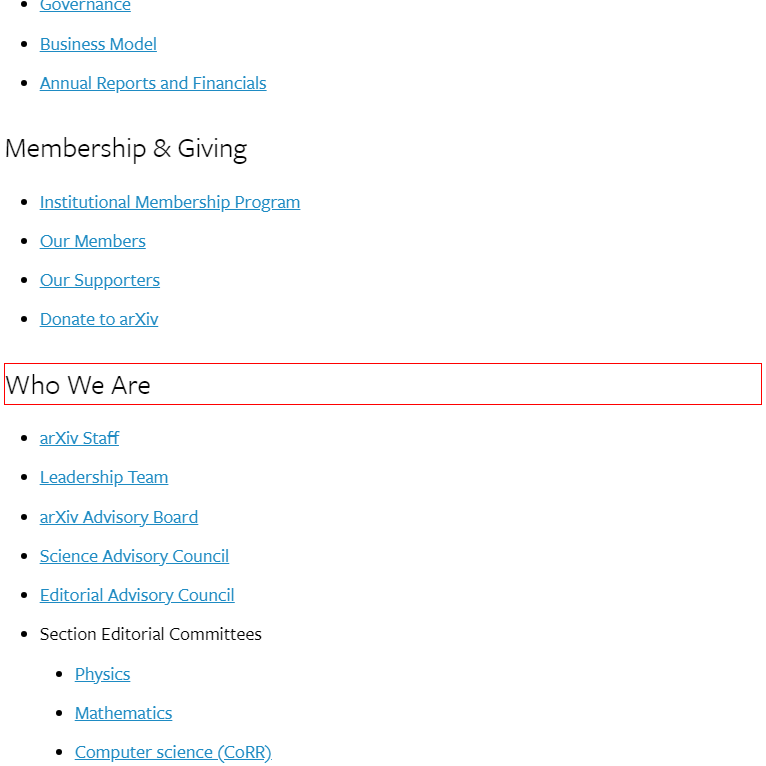 Governance
Business Model
Annual Reports and Financials
Membership & Giving
Institutional Membership Program
Our Members
Our Supporters
Donate to arXiv
Who We Are
arXiv Staff
Leadership Team
arXiv Advisory Board
Science Advisory Council
Editorial Advisory Council
Section Editorial Committees
Physics
Mathematics
Computer science (CoRR)